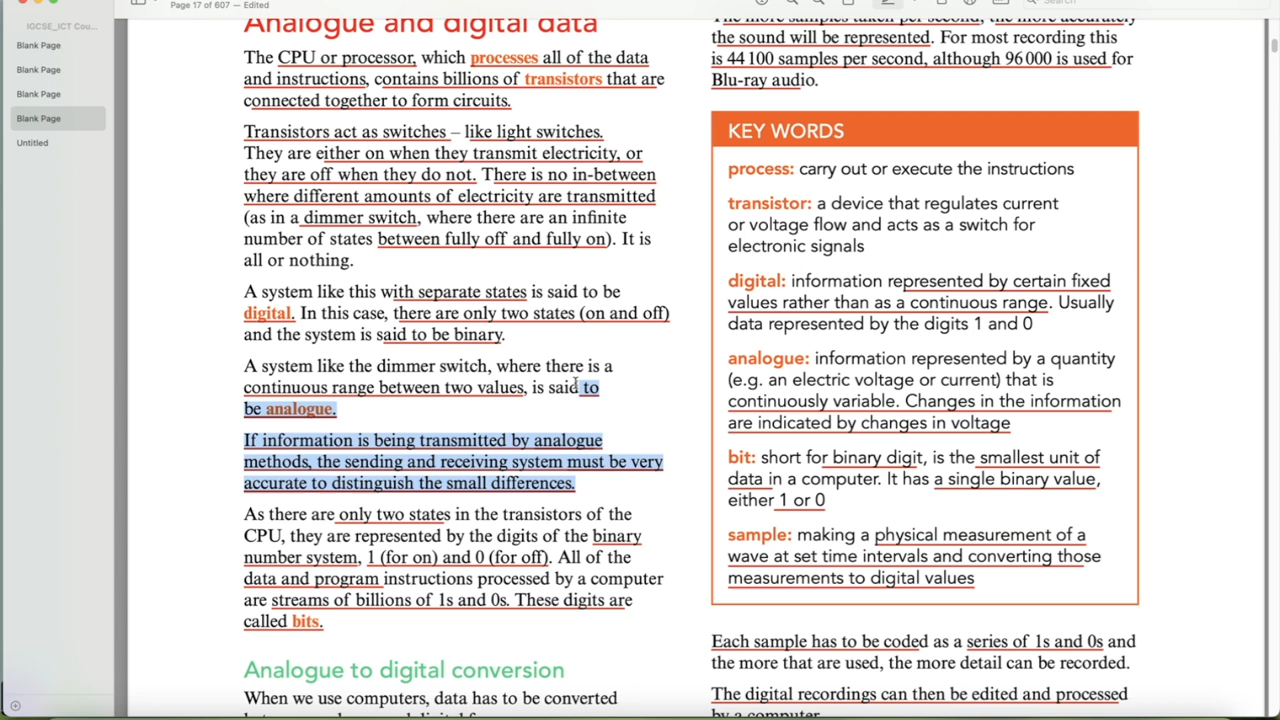 Page 17 of 607 — Edited
Search
IGCSE_ICT Cou...
Blank Page
Blank Page
Blank Page
Blank Page
Untitled
Analogue and digital data
The CPU or processor, which processes all of the data
and instructions, contains billions of transistors that are
connected together to form circuits.
Transistors act as switches – like light switches.
They are either on when they transmit electricity, or
they are off when they do not. There is no in-between
where different amounts of electricity are transmitted
(as in a dimmer switch, where there are an infinite
number of states between fully off and fully on). It is
all or nothing.
A system like this with separate states is said to be
digital. In this case, there are only two states (on and off)
and the system is said to be binary.
A system like the dimmer switch, where there is a
continuous range between two values, is said to
be analogue.
If information is being transmitted by analogue
methods, the sending and receiving system must be very
accurate to distinguish the small differences.
As there are only two states in the transistors of the
CPU, they are represented by the digits of the binary
number system, 1 (for on) and 0 (for off). All of the
data and program instructions processed by a computer
are streams of billions of 1s and 0s. These digits are
called bits.
Analogue to digital conversion
When we use computers, data has to be converted
The more samples taken per second, the more accurately
the sound will be represented. For most recording this
is 44 100 samples per second, although 96 000 is used for
Blu-ray audio.
KEY WORDS
process: carry out or execute the instructions
transistor: a device that regulates current
or voltage flow and acts as a switch for
electronic signals
digital: information represented by certain fixed
values rather than as a continuous range. Usually
data represented by the digits 1 and 0
analogue: information represented by a quantity
(e.g. an electric voltage or current) that is
continuously variable. Changes in the information
are indicated by changes in voltage
bit: short for binary digit, is the smallest unit of
data in a computer. It has a single binary value,
either 1 or 0
sample: making a physical measurement of a
wave at set time intervals and converting those
measurements to digital values
Each sample has to be coded as a series of 1s and 0s and
the more that are used, the more detail can be recorded.
The digital recordings can then be edited and processed
by a computer